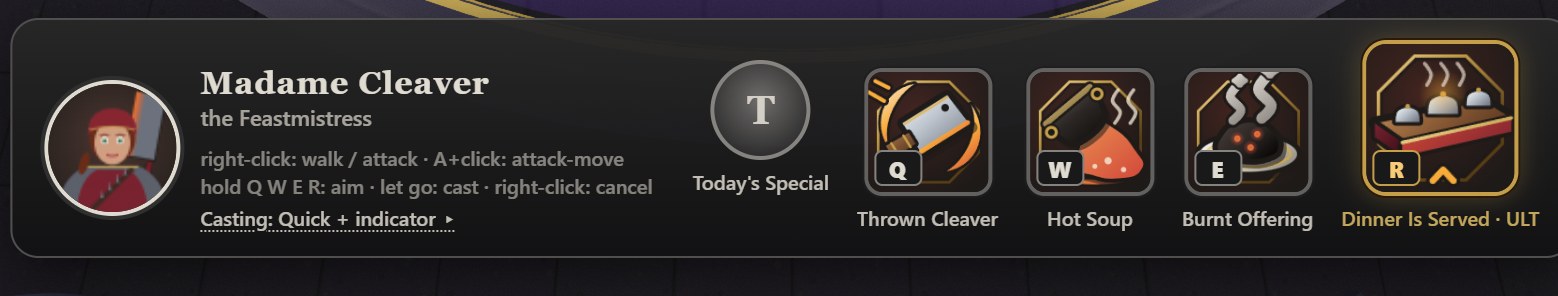 Madame Cleaver
the Feastmistress
right-click: walk / attack · A+click: attack-move
hold Q W E R: aim · let go: cast · right-click: cancel
Casting: Quick + indicator ▸
T
Today's Special
Q
Thrown Cleaver
W
Hot Soup
E
Burnt Offering
R
Dinner Is Served · ULT